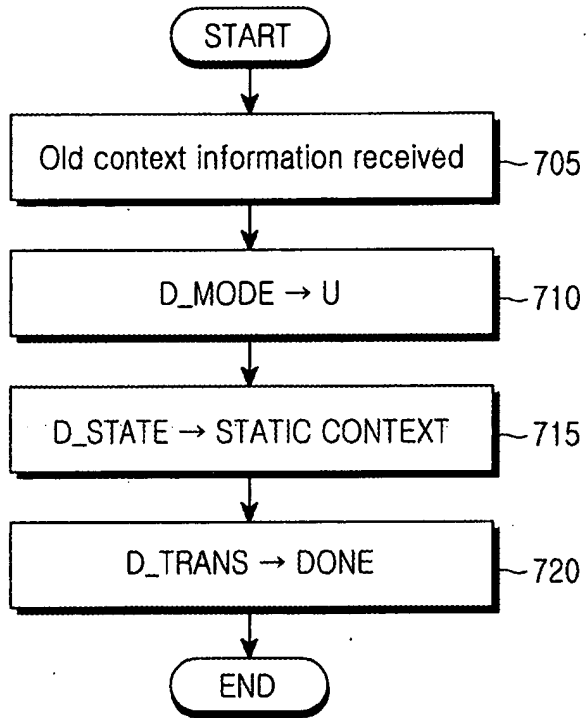 START
Old context information received
705
D_MODE → U
710
D_STATE → STATIC CONTEXT
715
D_TRANS → DONE
720
END